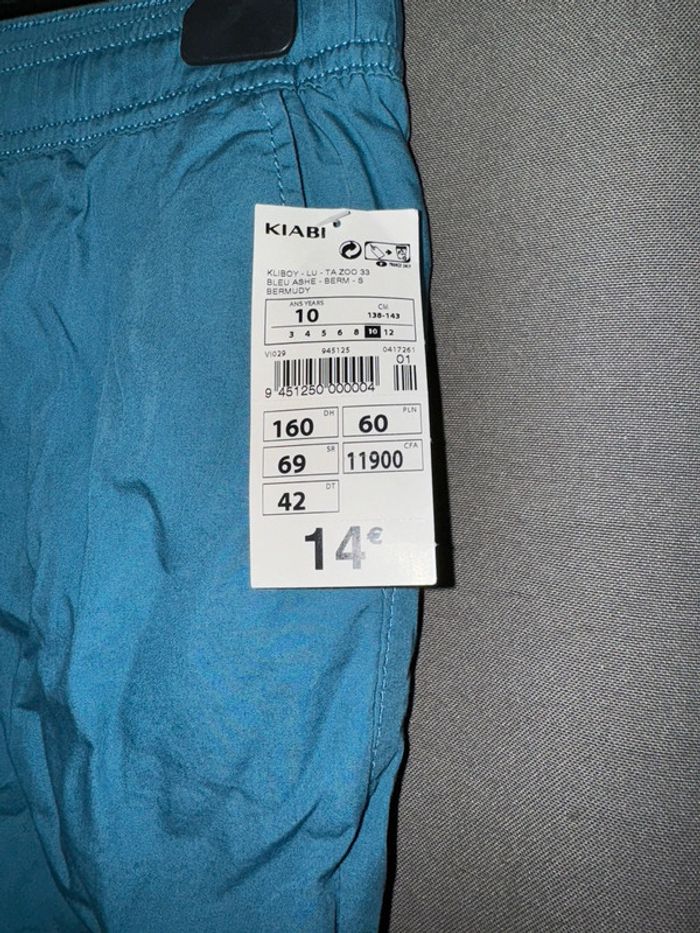 KIABI
KLIBOY - LU - TA ZOO 33
BLEU ASHE - BERM - S
BERMUDY
ANS YEARS CM
10 138-143
3 4 5 6 8 10 12
VI029 945125 0417261
01
9 451250 000004
160 DH 60 PLN
69 SR 11900 CFA
42 DT
14€